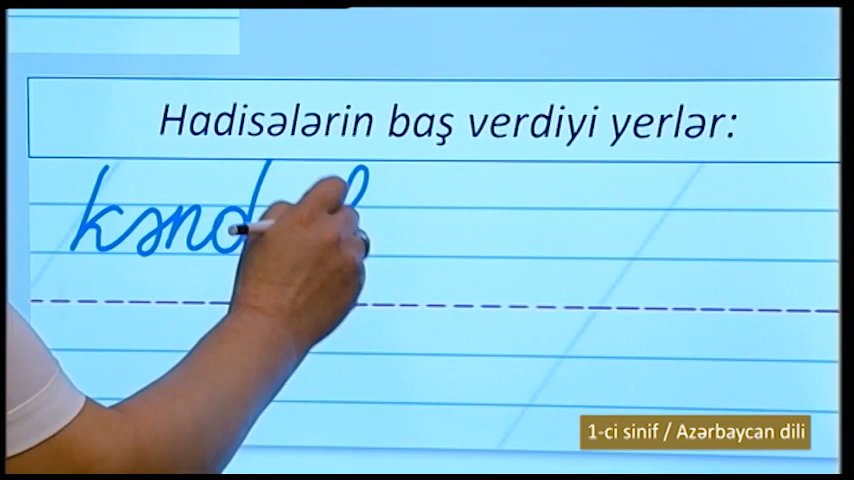 Hadisələrin baş verdiyi yerlər:
kənd
1-ci sinif / Azərbaycan dili